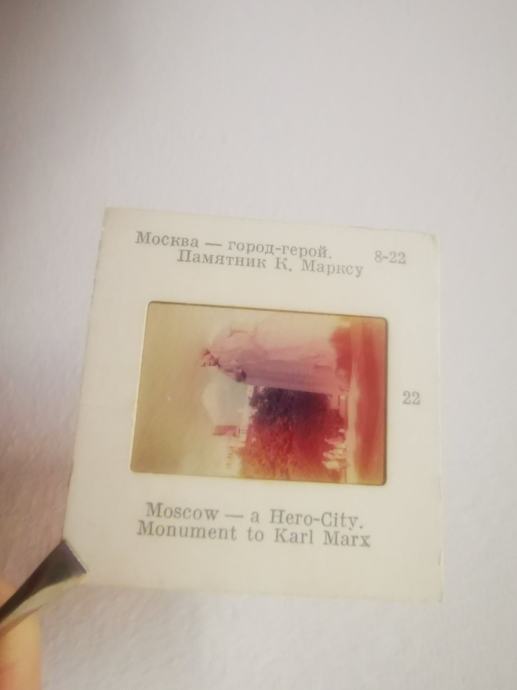 Москва — город-герой.
Памятник К. Марксу
8-22
22
Moscow — a Hero-City.
Monument to Karl Marx